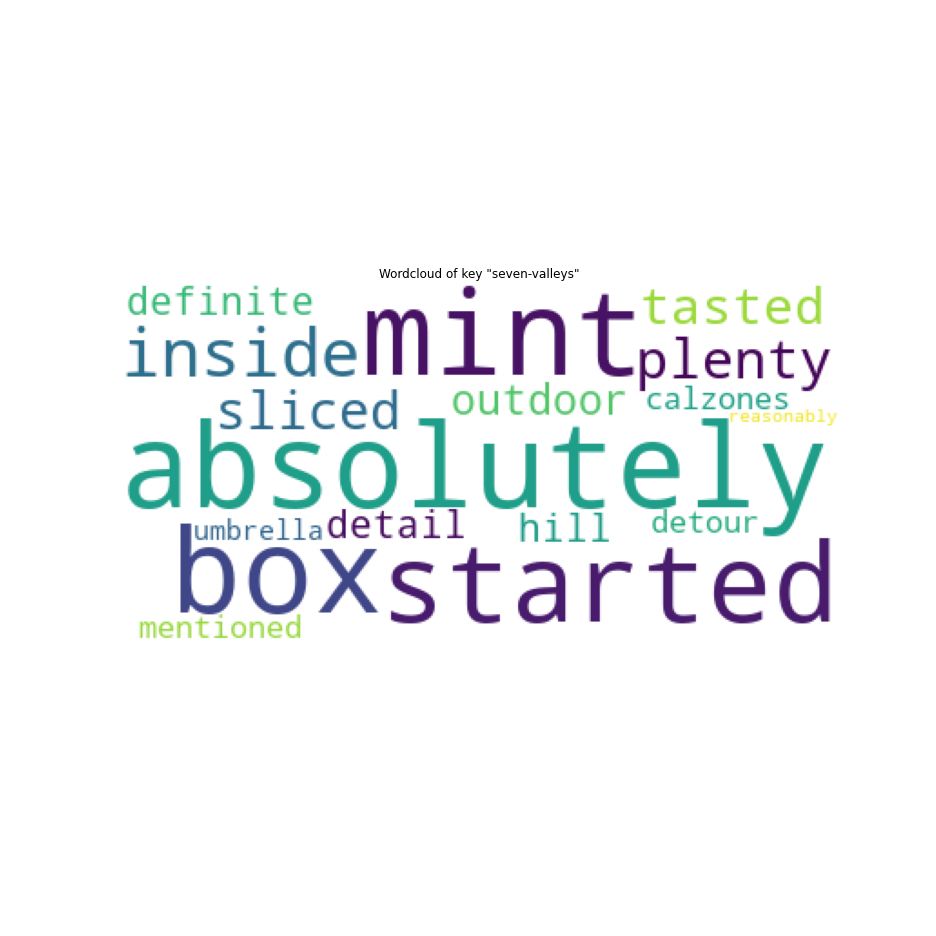 Wordcloud of key "seven-valleys"
definite mint tasted
inside plenty
sliced outdoor calzones
reasonably
absolutely
umbrella detail hill detour
box started
mentioned